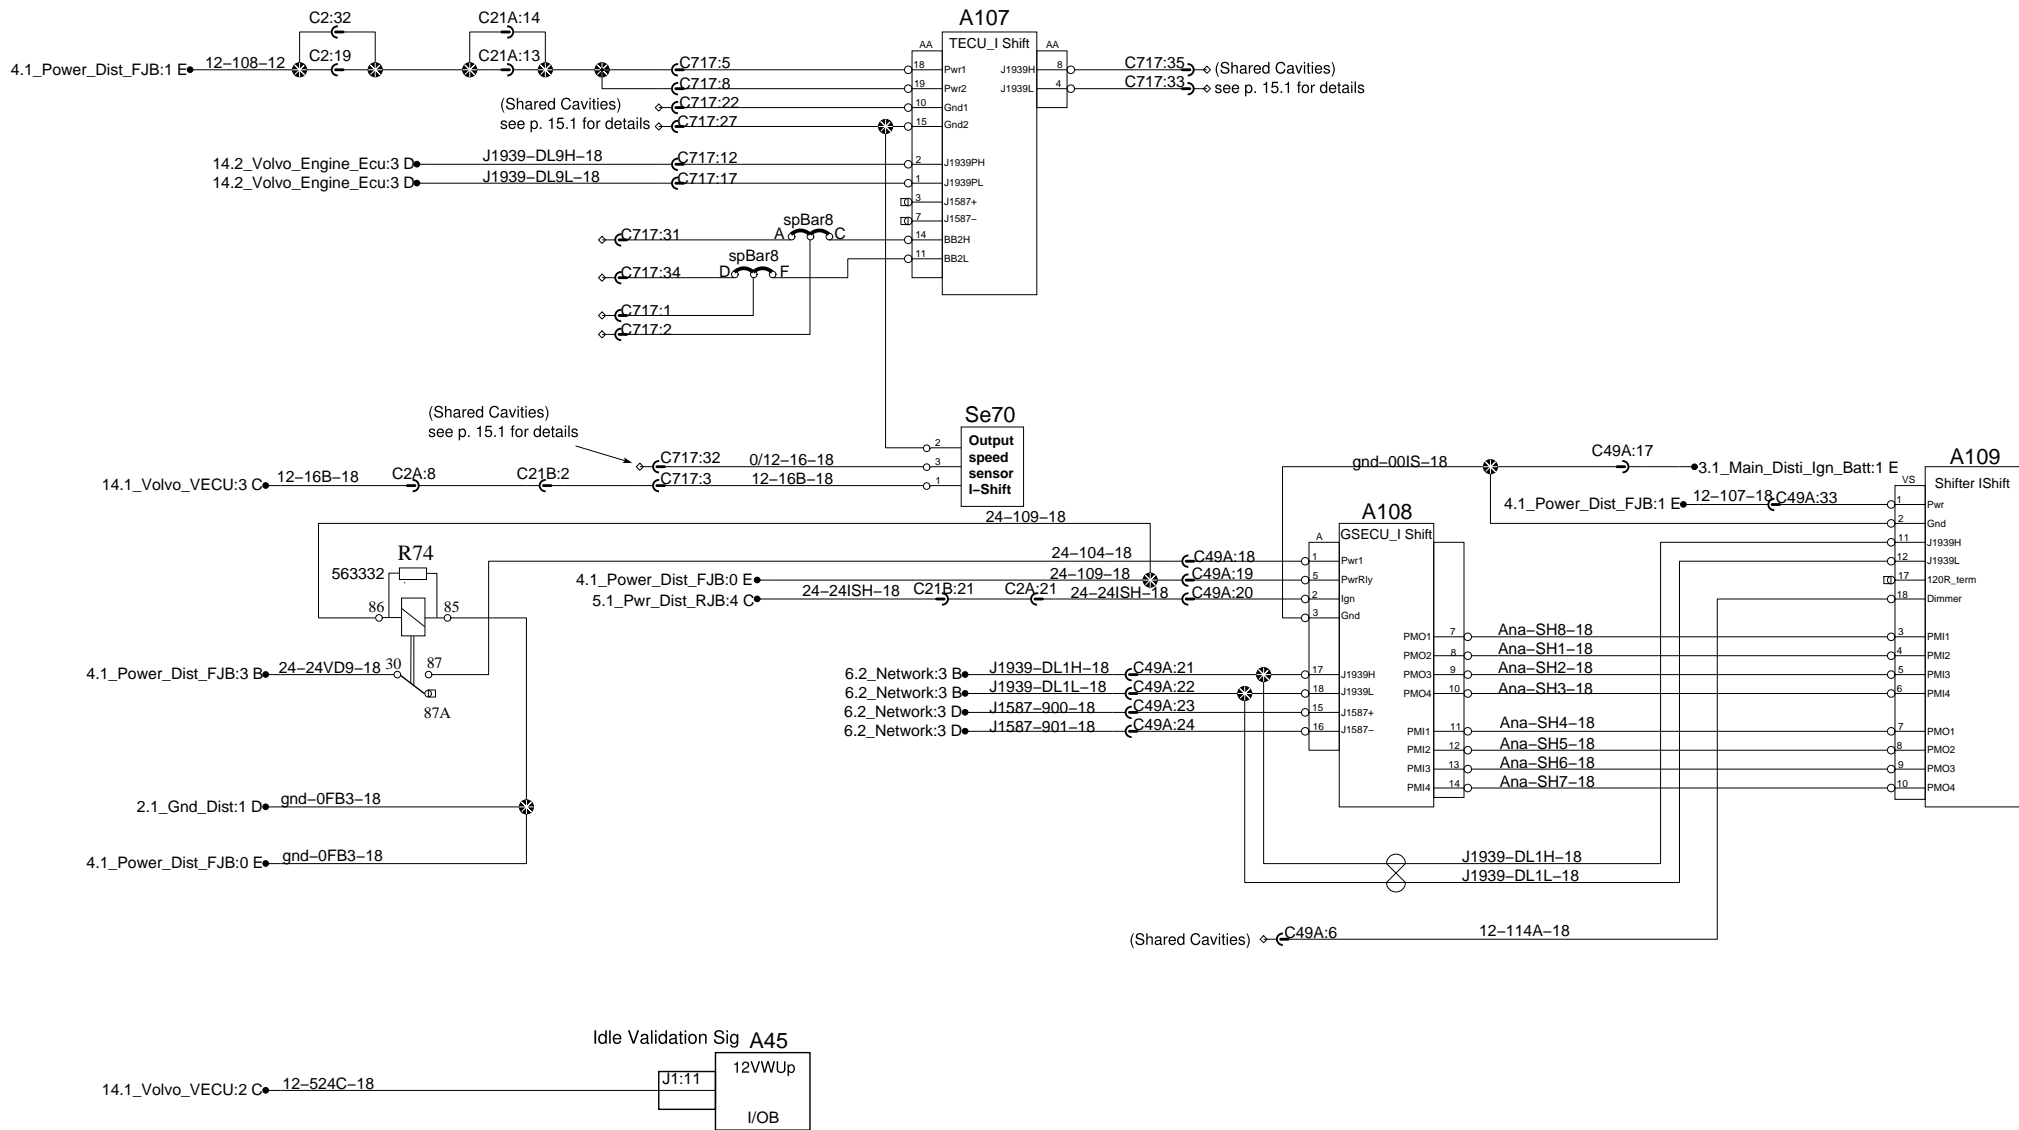 C2:32
C21A:14
A107
4.1_Power_Dist_FJB:1 E
12–108–12
C2:19
C21A:13
C717:5
AA
TECU_I Shift
AA
18
Pwr1
J1939H
8
C717:35
(Shared Cavities)
C717:8
19
Pwr2
J1939L
4
C717:33
see p. 15.1 for details
(Shared Cavities)
C717:22
10
Gnd1
see p. 15.1 for details
C717:27
15
Gnd2
14.2_Volvo_Engine_Ecu:3 D
J1939–DL9H–18
C717:12
2
J1939PH
14.2_Volvo_Engine_Ecu:3 D
J1939–DL9L–18
C717:17
1
J1939PL
3
J1587+
7
J1587–
spBar8
C717:31
A
C
14
BB2H
spBar8
11
BB2L
C717:34
D
F
C717:1
C717:2
(Shared Cavities)
see p. 15.1 for details
Se70
Output
speed
sensor
I–Shift
2
C717:32
0/12–16–18
3
14.1_Volvo_VECU:3 C
12–16B–18
C2A:8
C21B:2
C717:3
12–16B–18
1
gnd–00IS–18
C49A:17
3.1_Main_Disti_Ign_Batt:1 E
A109
Shifter IShift
VS
4.1_Power_Dist_FJB:1 E
12–107–18
C49A:33
1
Pwr
2
Gnd
11
J1939H
12
J1939L
17
120R_term
18
Dimmer
24–109–18
A108
GSECU_I Shift
A
R74
563332
86
85
24–104–18
C49A:18
1
Pwr1
4.1_Power_Dist_FJB:0 E
24–109–18
C49A:19
5
PwrRly
5.1_Pwr_Dist_RJB:4 C
24–24ISH–18
C21B:21
C2A:21
24–24ISH–18
C49A:20
2
Ign
3
Gnd
PMO1
7
Ana–SH8–18
3
PMI1
PMO2
8
Ana–SH1–18
4
PMI2
4.1_Power_Dist_FJB:3 B
24–24VD9–18
30
87
87A
6.2_Network:3 B
J1939–DL1H–18
C49A:21
17
J1939H
PMO3
9
Ana–SH2–18
5
PMI3
6.2_Network:3 B
J1939–DL1L–18
C49A:22
18
J1939L
PMO4
10
Ana–SH3–18
6
PMI4
6.2_Network:3 D
J1587–900–18
C49A:23
15
J1587+
6.2_Network:3 D
J1587–901–18
C49A:24
16
J1587–
PMI1
11
Ana–SH4–18
7
PMO1
PMI2
12
Ana–SH5–18
8
PMO2
PMI3
13
Ana–SH6–18
9
PMO3
PMI4
14
Ana–SH7–18
10
PMO4
2.1_Gnd_Dist:1 D
gnd–0FB3–18
4.1_Power_Dist_FJB:0 E
gnd–0FB3–18
J1939–DL1H–18
J1939–DL1L–18
(Shared Cavities)
C49A:6
12–114A–18
Idle Validation Sig
A45
12VWUp
J1:11
14.1_Volvo_VECU:2 C
12–524C–18
I/OB